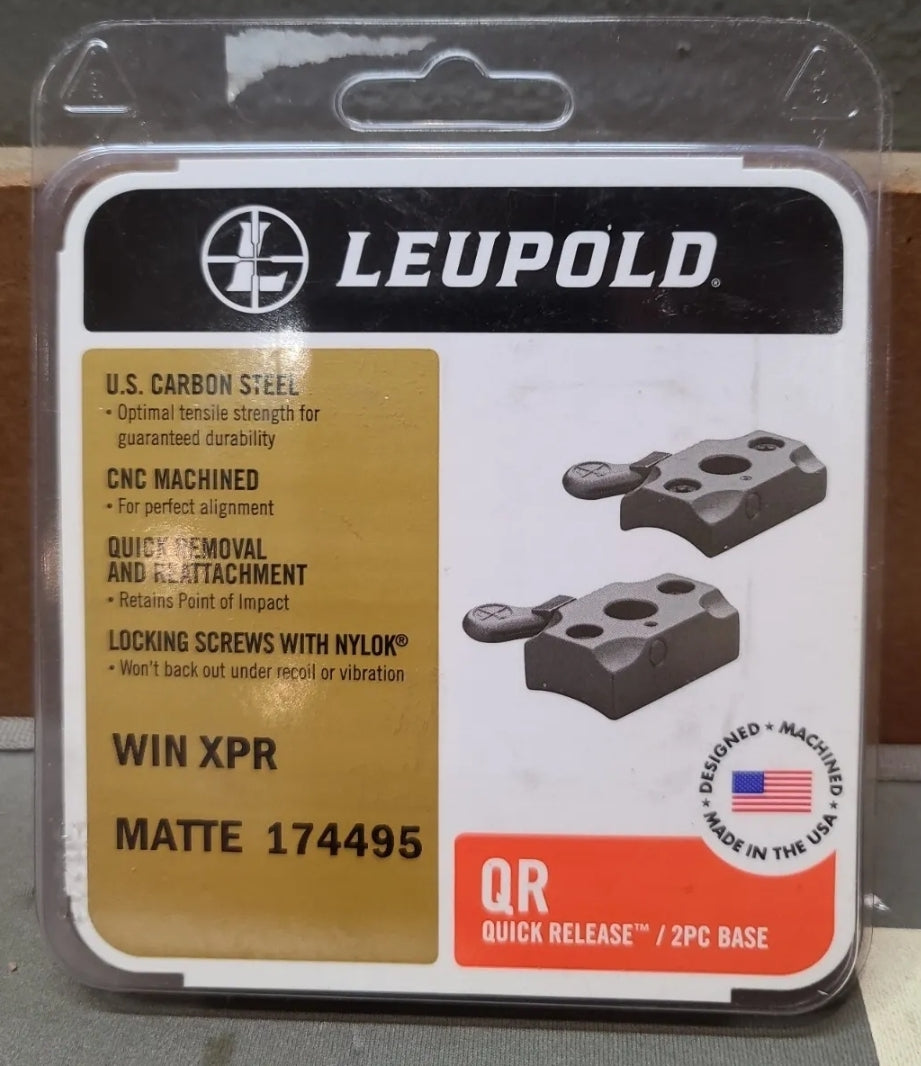 LEUPOLD®
U.S. CARBON STEEL
• Optimal tensile strength for
guaranteed durability
CNC MACHINED
• For perfect alignment
QUICK REMOVAL
AND REATTACHMENT
• Retains Point of Impact
LOCKING SCREWS WITH NYLOK®
• Won't back out under recoil or vibration
WIN XPR
MATTE 174495
DESIGNED ★ MACHINED ★
MADE IN THE USA ★
QR
QUICK RELEASE™ / 2PC BASE